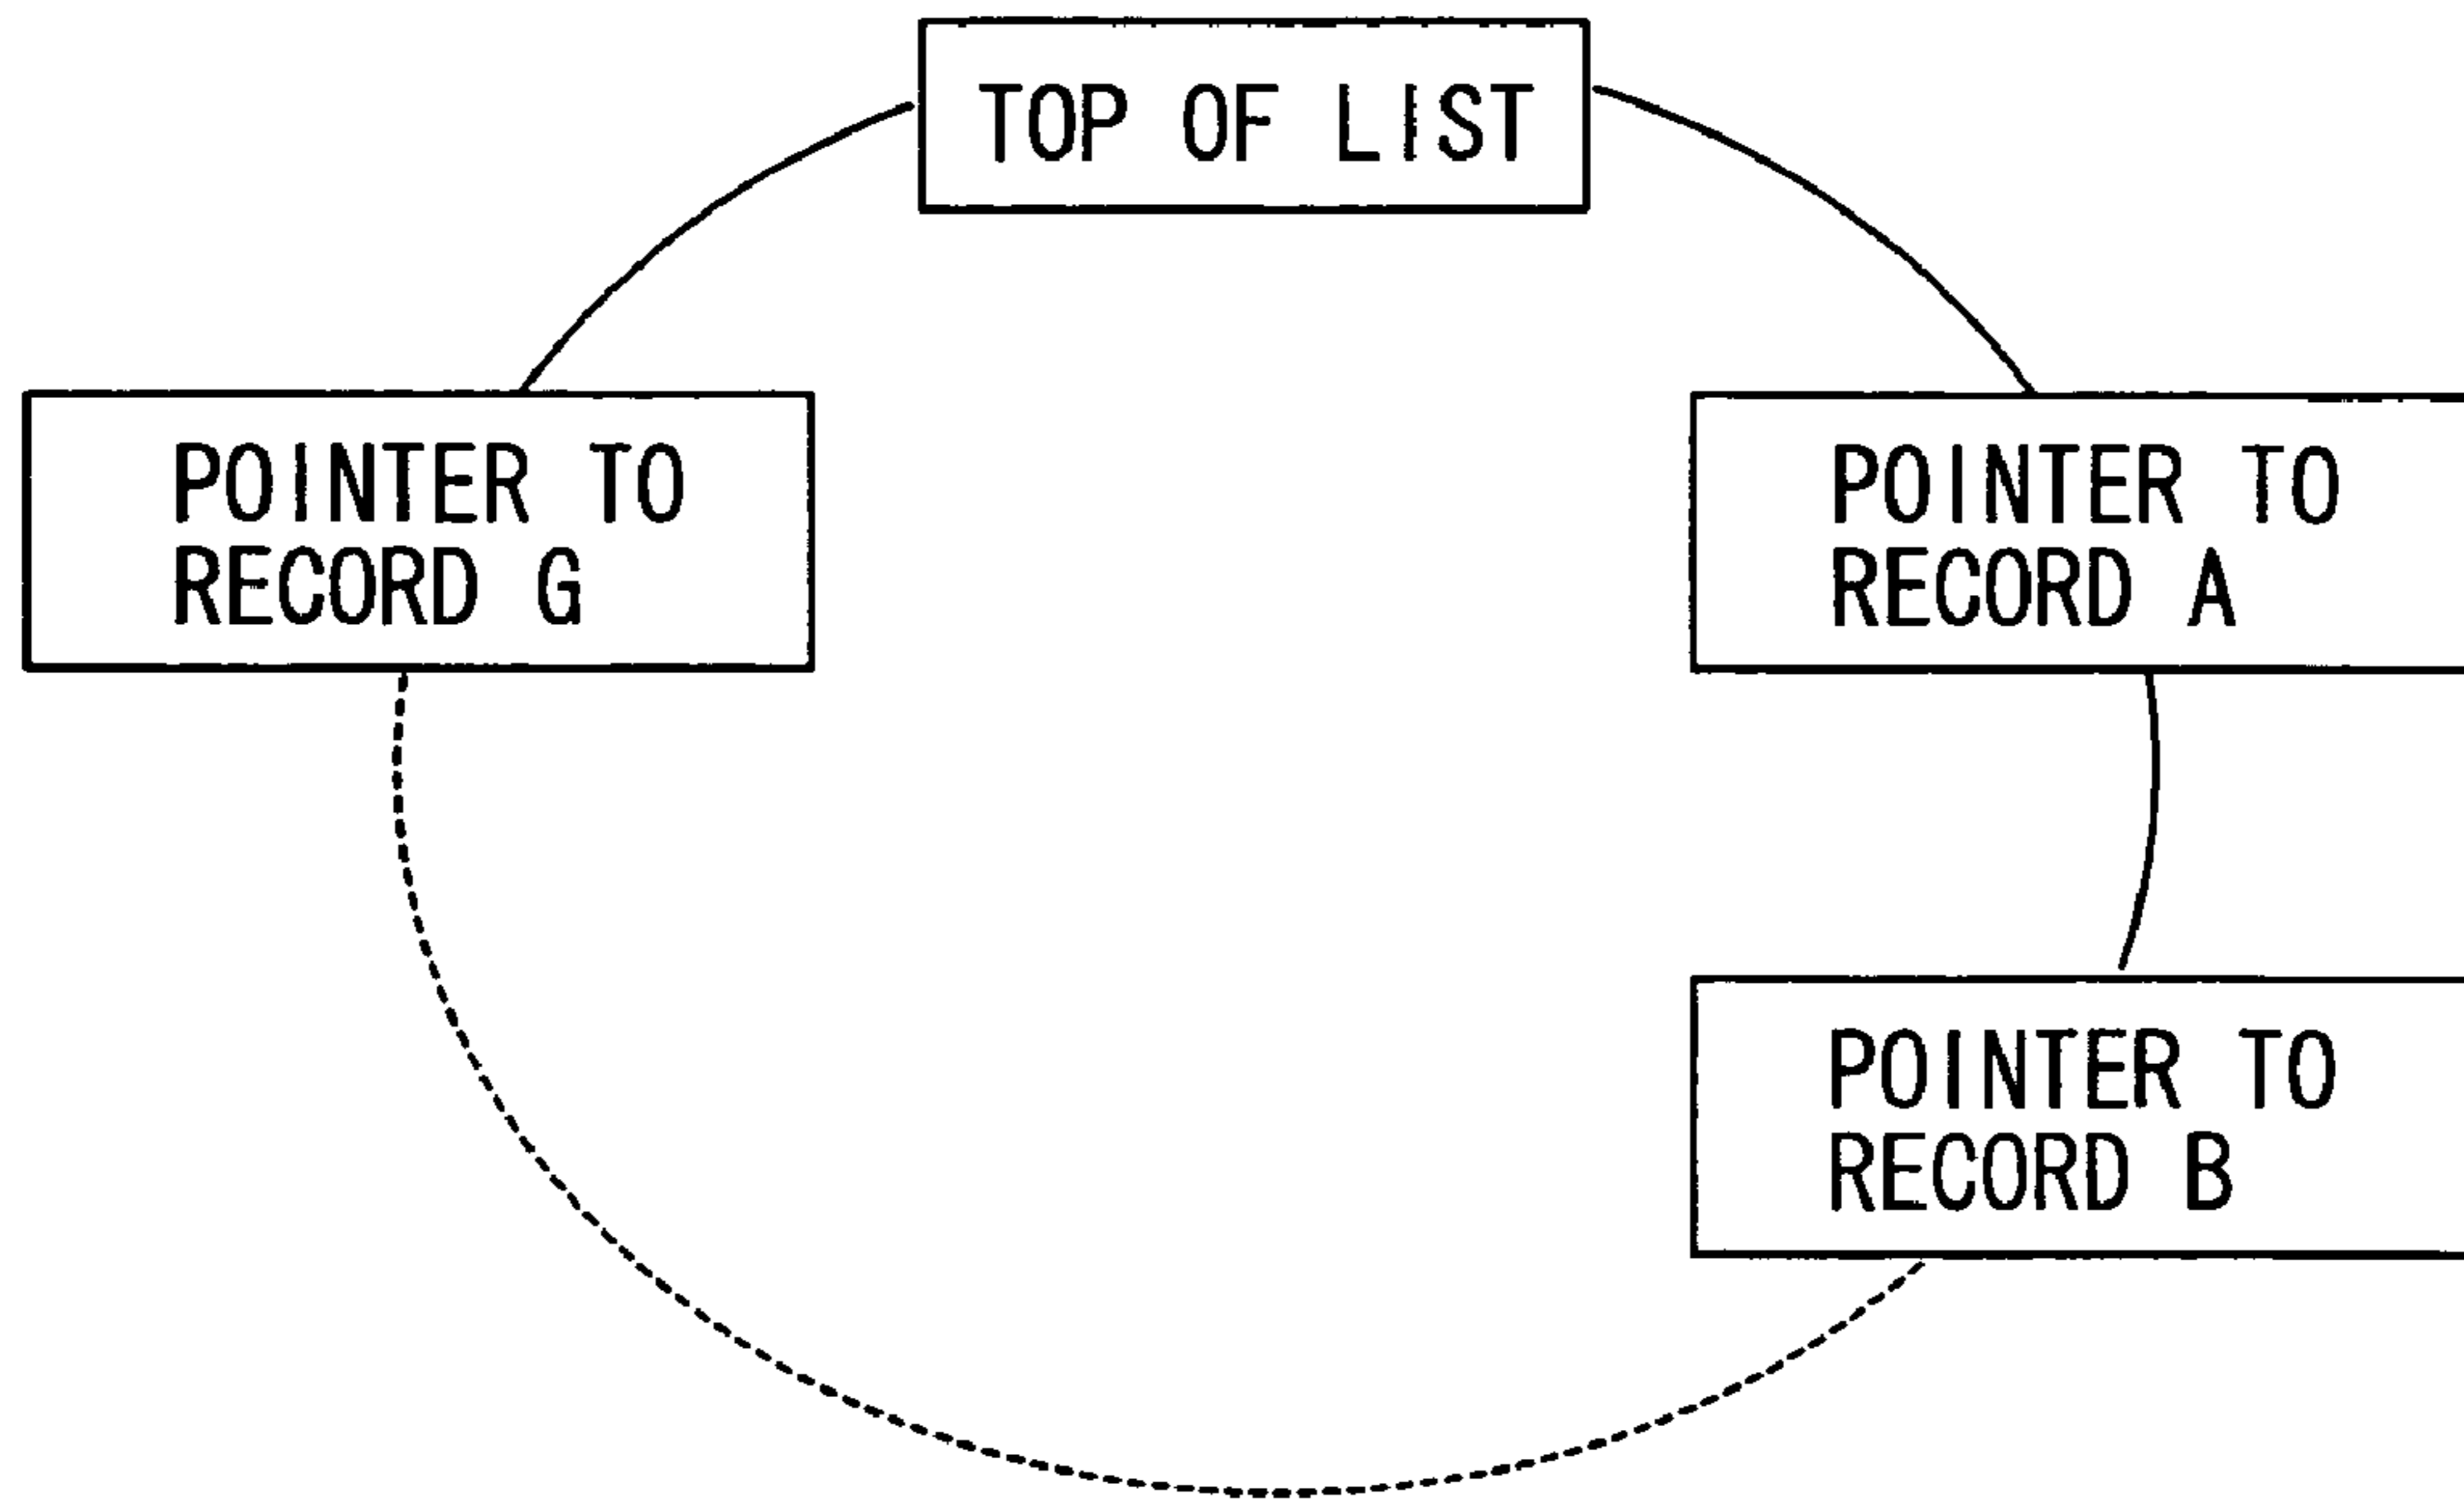 TOP OF LIST
POINTER TO
RECORD G
POINTER TO
RECORD A
POINTER TO
RECORD B